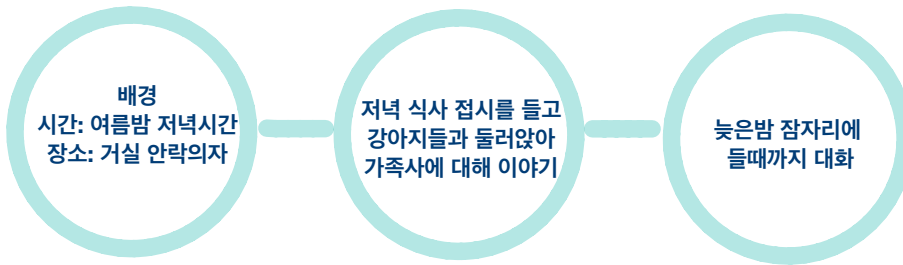 배경
시간: 여름밤 저녁시간
장소: 거실 안락의자
저녁 식사 접시를 들고
강아지들과 둘러앉아
가족사에 대해 이야기
늦은밤 잠자리에
들때까지 대화